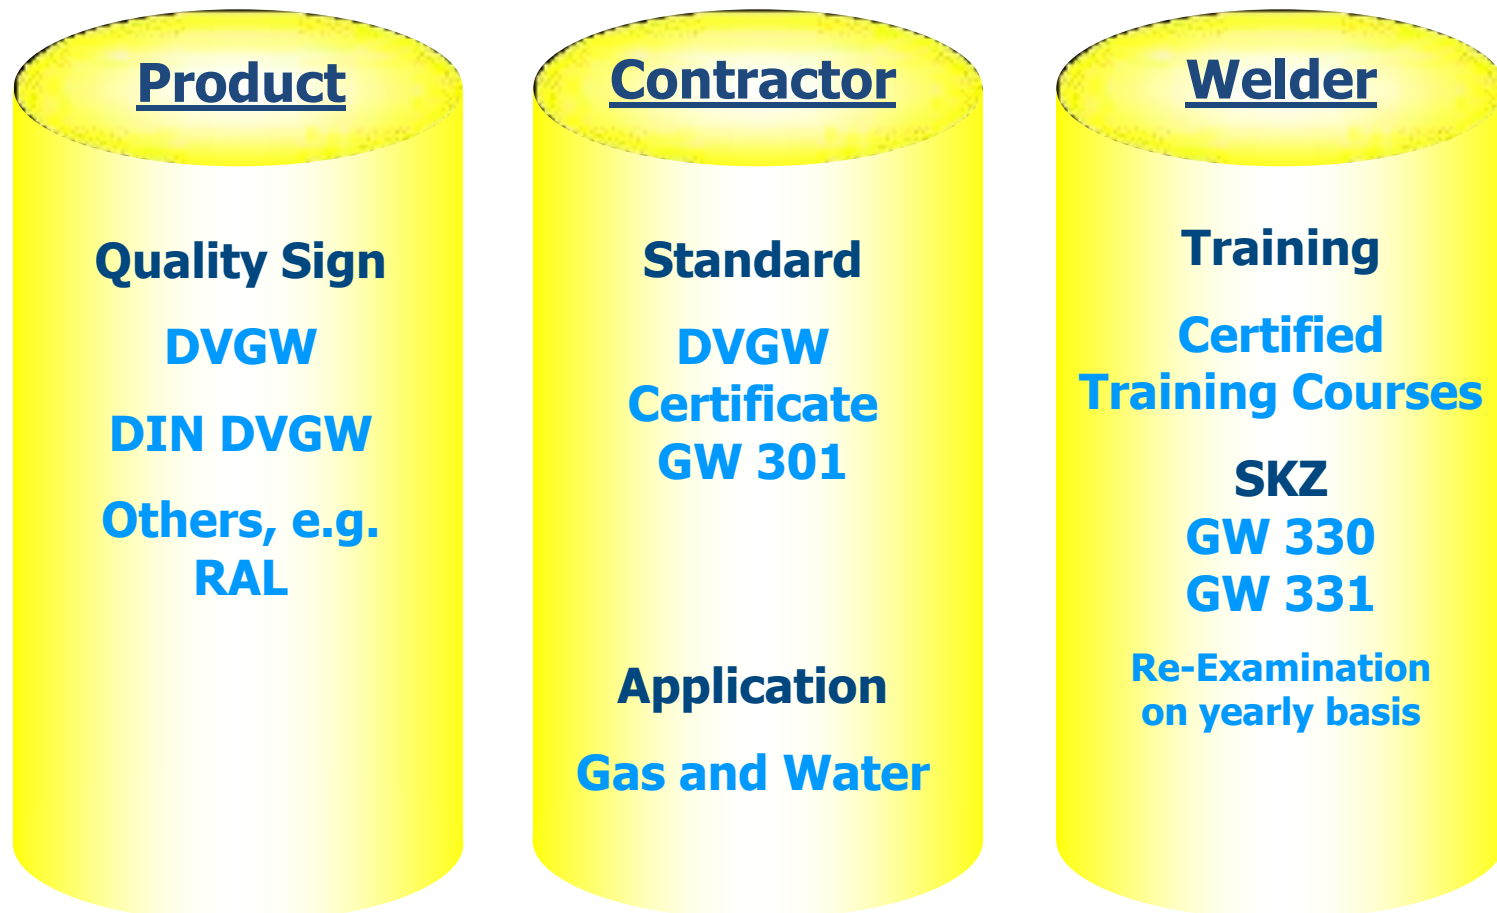 Product
Quality Sign
DVGW
DIN DVGW
Others, e.g.
RAL
Contractor
Standard
DVGW
Certificate
GW 301
Application
Gas and Water
Welder
Training
Certified
Training Courses
SKZ
GW 330
GW 331
Re-Examination
on yearly basis